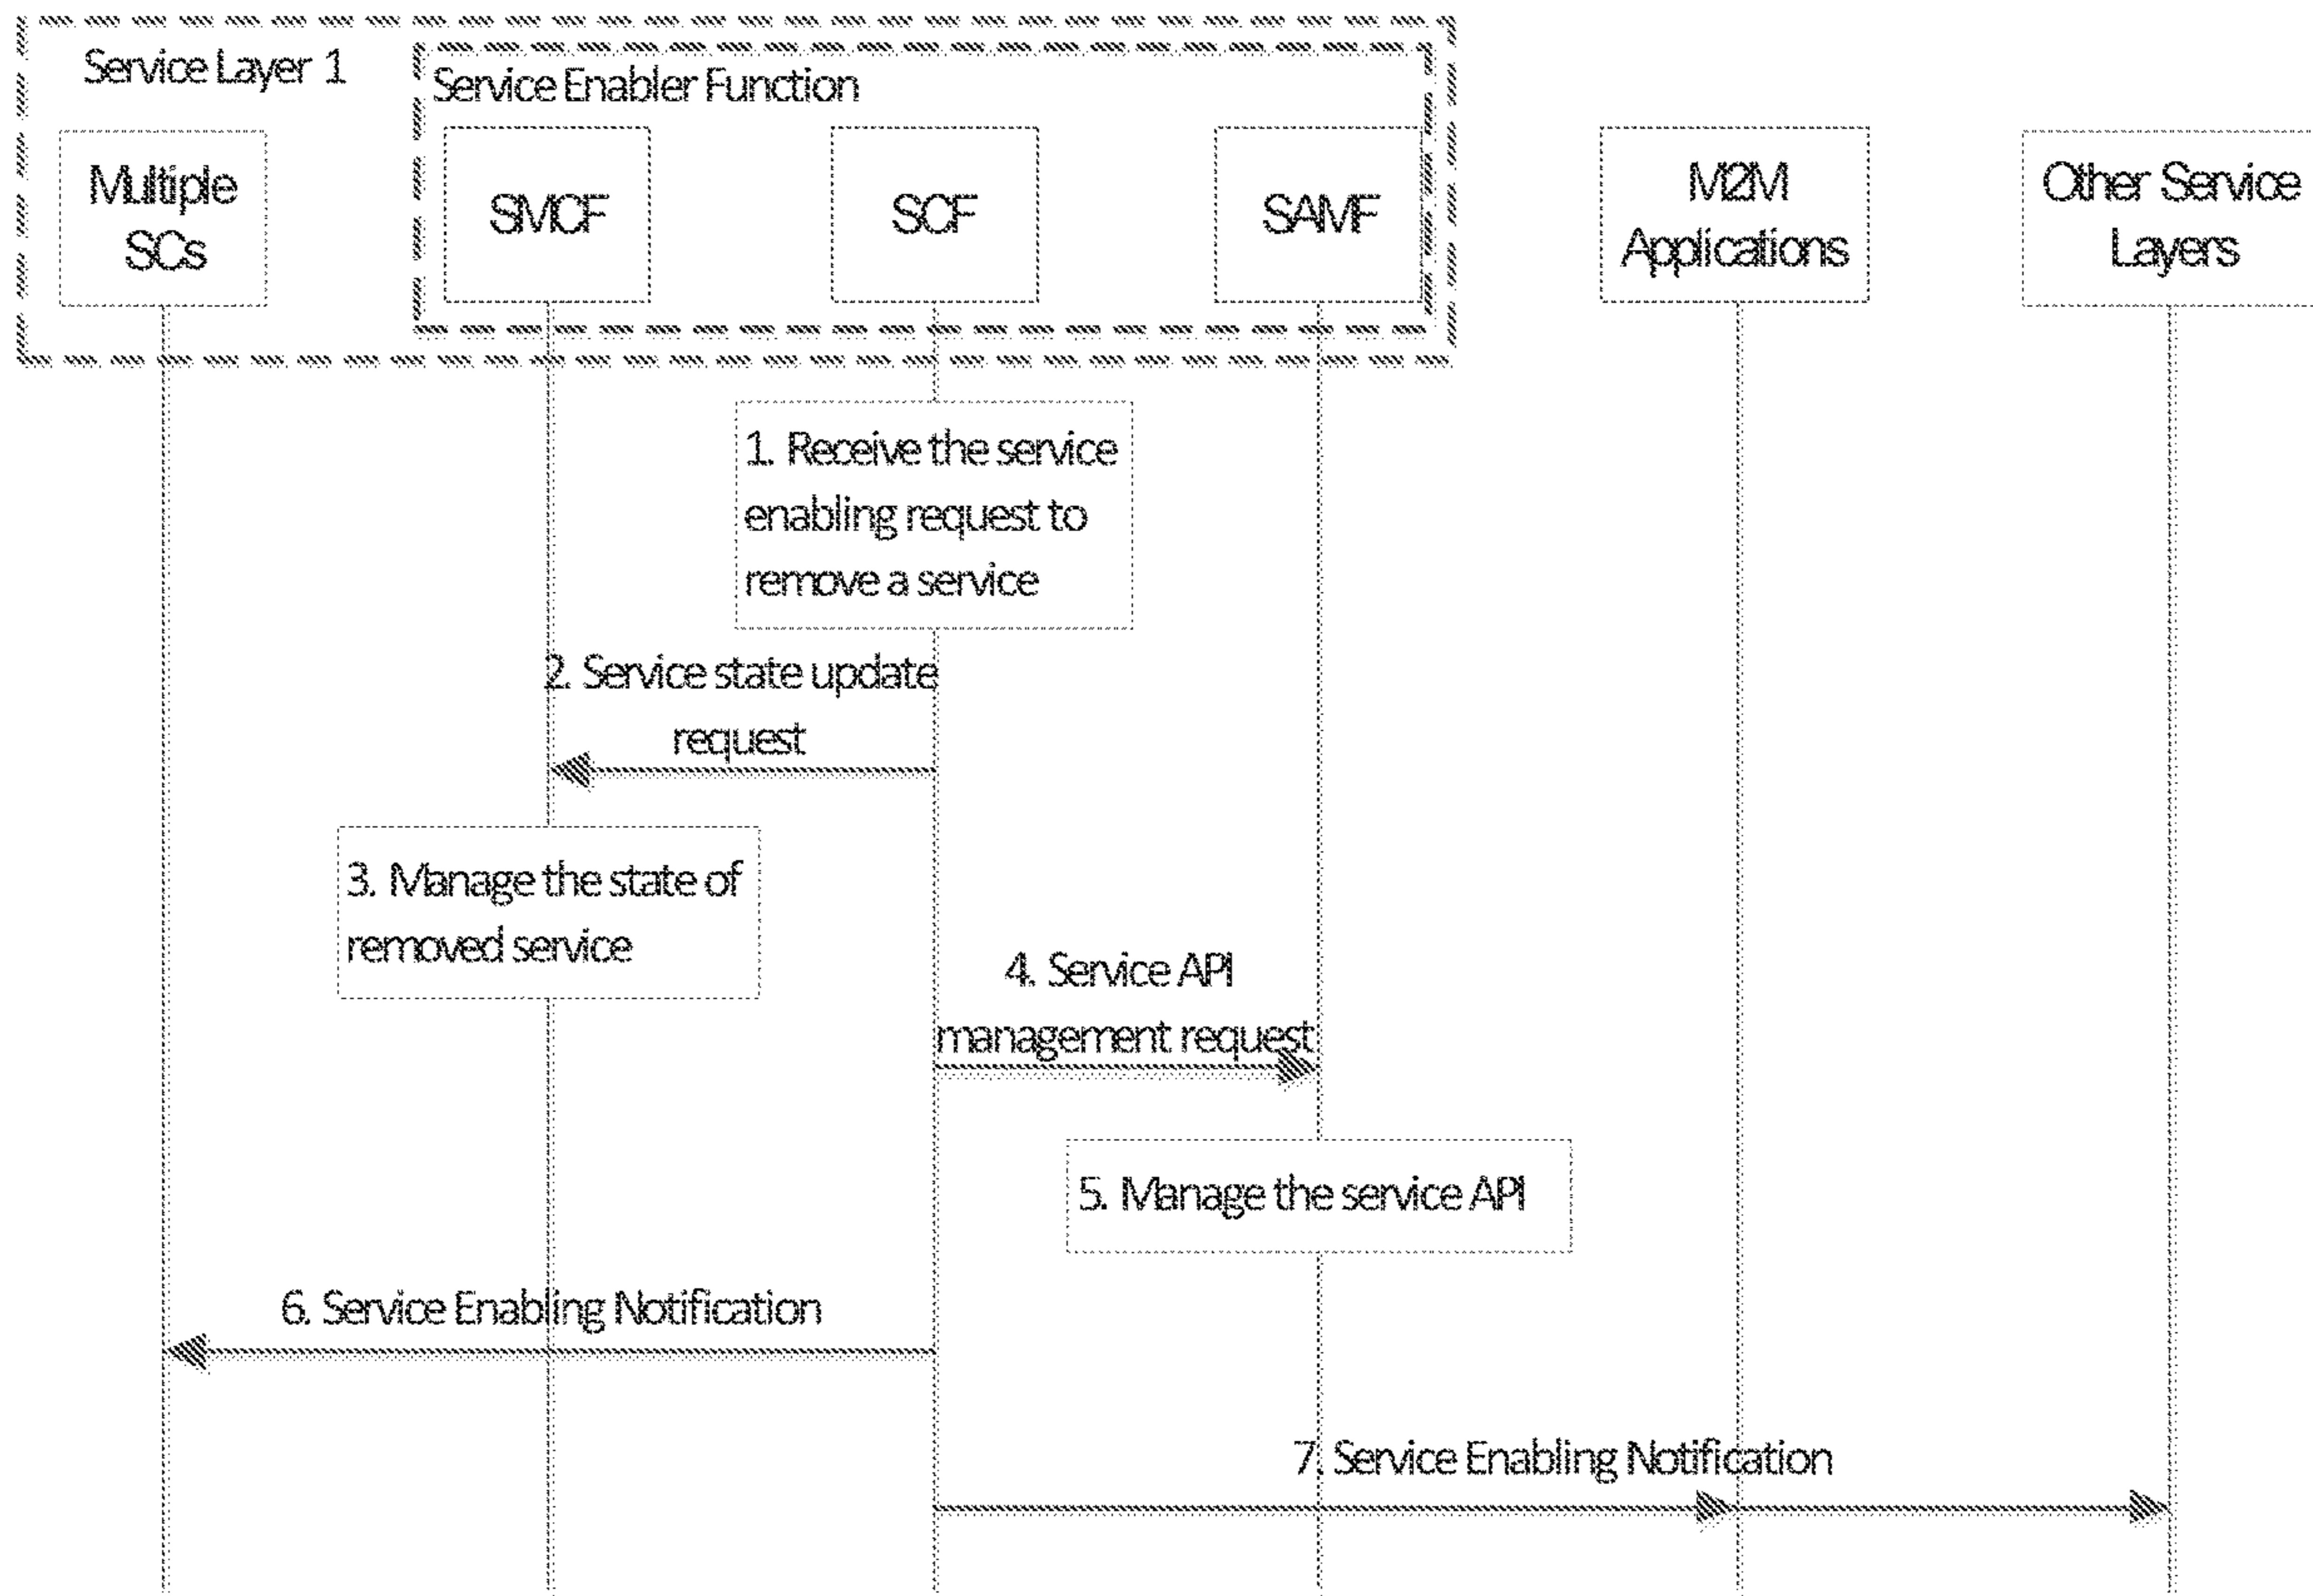 Service Layer 1
Service Enabler Function
Multiple
SCs
SMCF
SCF
SAMF
M2M
Applications
Other Service
Layers
1. Receive the service
enabling request to
remove a service
2. Service state update
request
3. Manage the state of
removed service
4. Service API
management request
5. Manage the service API
6. Service Enabling Notification
7. Service Enabling Notification